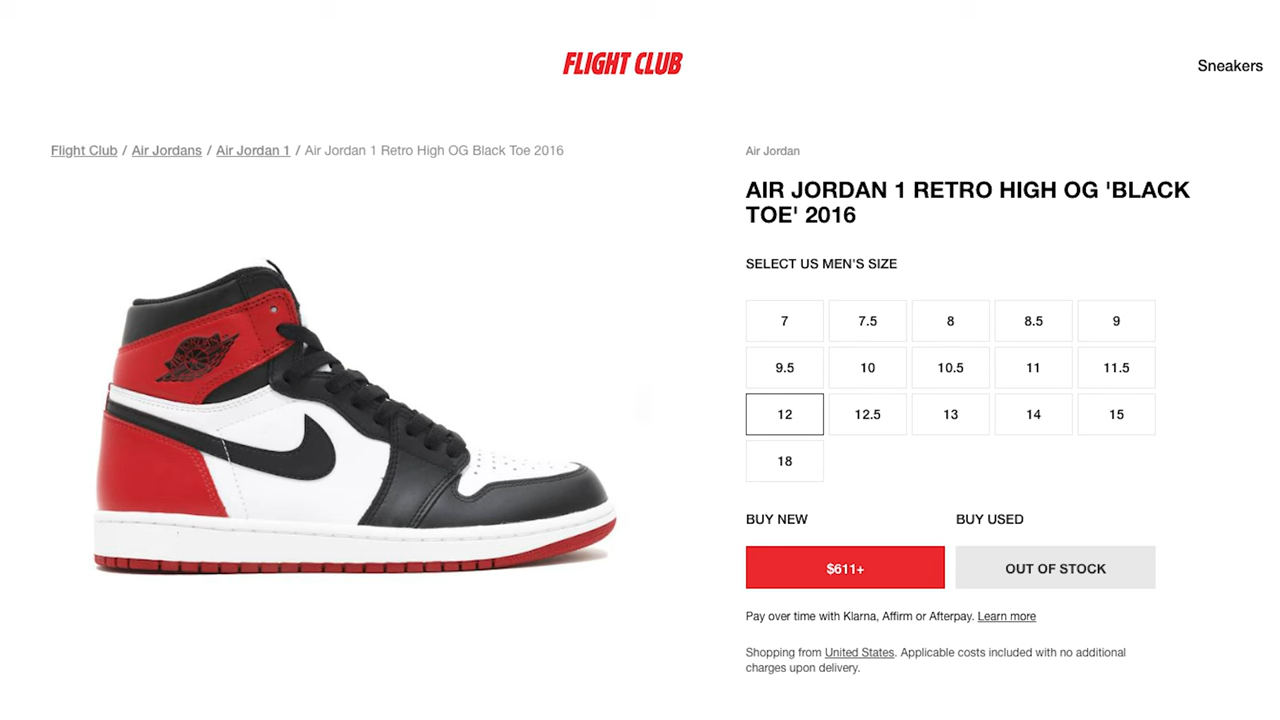 FLIGHT CLUB
Sneakers
Flight Club / Air Jordans / Air Jordan 1 / Air Jordan 1 Retro High OG Black Toe 2016
Air Jordan
AIR JORDAN 1 RETRO HIGH OG 'BLACK
TOE' 2016
SELECT US MEN'S SIZE
7 7.5 8 8.5 9
9.5 10 10.5 11 11.5
12 12.5 13 14 15
18
BUY NEW BUY USED
$611+ OUT OF STOCK
Pay over time with Klarna, Affirm or Afterpay. Learn more
Shopping from United States. Applicable costs included with no additional
charges upon delivery.